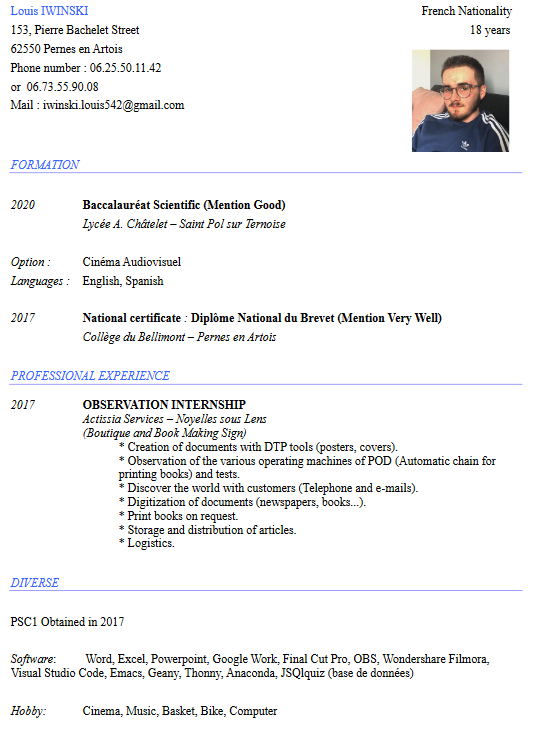 Louis IWINSKI French Nationality
153, Pierre Bachelet Street 18 years
62550 Pernes en Artois
Phone number : 06.25.50.11.42
or 06.73.55.90.08
Mail : iwinski.louis542@gmail.com
FORMATION
2020 Baccalauréat Scientific (Mention Good)
Lycée A. Châtelet – Saint Pol sur Ternoise
Option : Cinéma Audiovisuel
Languages : English, Spanish
2017 National certificate : Diplôme National du Brevet (Mention Very Well)
Collège du Bellimont – Pernes en Artois
PROFESSIONAL EXPERIENCE
2017 OBSERVATION INTERNSHIP
Actissia Services – Noyelles sous Lens
(Boutique and Book Making Sign)
* Creation of documents with DTP tools (posters, covers).
* Observation of the various operating machines of POD (Automatic chain for
printing books) and tests.
* Discover the world with customers (Telephone and e-mails).
* Digitization of documents (newspapers, books...).
* Print books on request.
* Storage and distribution of articles.
* Logistics.
DIVERSE
PSC1 Obtained in 2017
Software: Word, Excel, Powerpoint, Google Work, Final Cut Pro, OBS, Wondershare Filmora,
Visual Studio Code, Emacs, Geany, Thonny, Anaconda, JSQlquiz (base de données)
Hobby: Cinema, Music, Basket, Bike, Computer